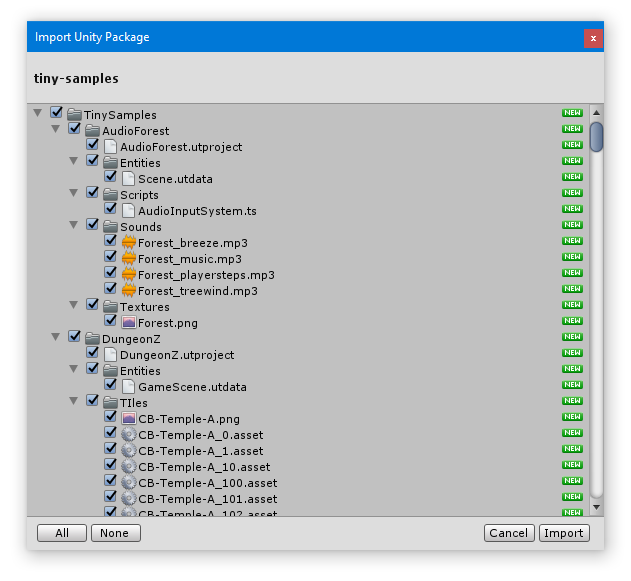 Import Unity Package
x
tiny-samples
TinySamples NEW
AudioForest NEW
AudioForest.utproject NEW
Entities NEW
Scene.utdata NEW
Scripts NEW
AudioInputSystem.ts NEW
Sounds NEW
Forest_breeze.mp3 NEW
Forest_music.mp3 NEW
Forest_playersteps.mp3 NEW
Forest_treewind.mp3 NEW
Textures NEW
Forest.png NEW
DungeonZ NEW
DungeonZ.utproject NEW
Entities NEW
GameScene.utdata NEW
TIles NEW
CB-Temple-A.png NEW
CB-Temple-A_0.asset NEW
CB-Temple-A_1.asset NEW
CB-Temple-A_10.asset NEW
CB-Temple-A_100.asset NEW
CB-Temple-A_101.asset NEW
CB-Temple-A_102.asset NEW
All None Cancel Import